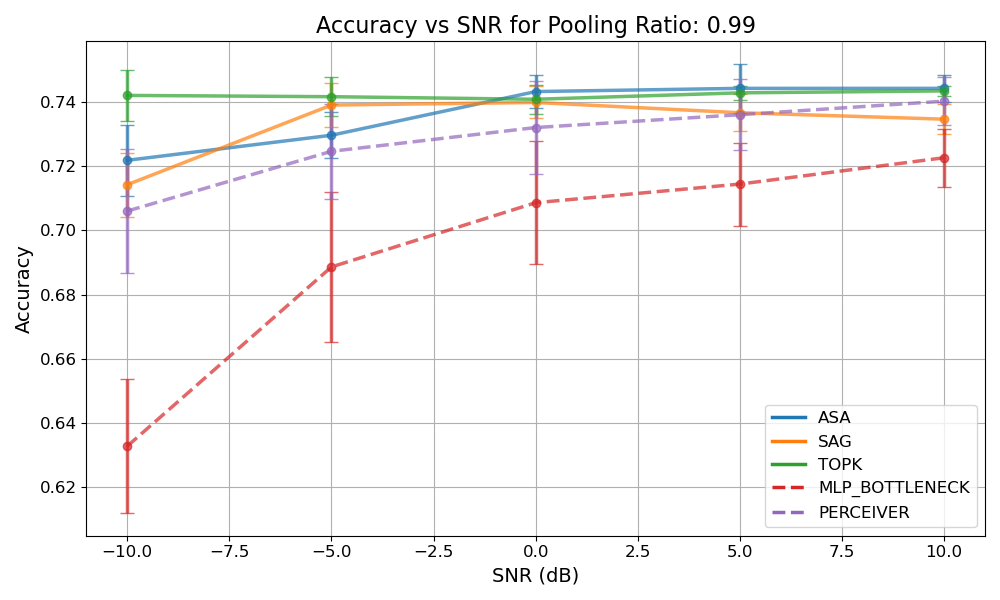 Accuracy vs SNR for Pooling Ratio: 0.99
Accuracy
0.74
0.72
0.70
0.68
0.66
0.64
0.62
ASA
SAG
TOPK
MLP_BOTTLENECK
PERCEIVER
−10.0 −7.5 −5.0 −2.5 0.0 2.5 5.0 7.5 10.0
SNR (dB)